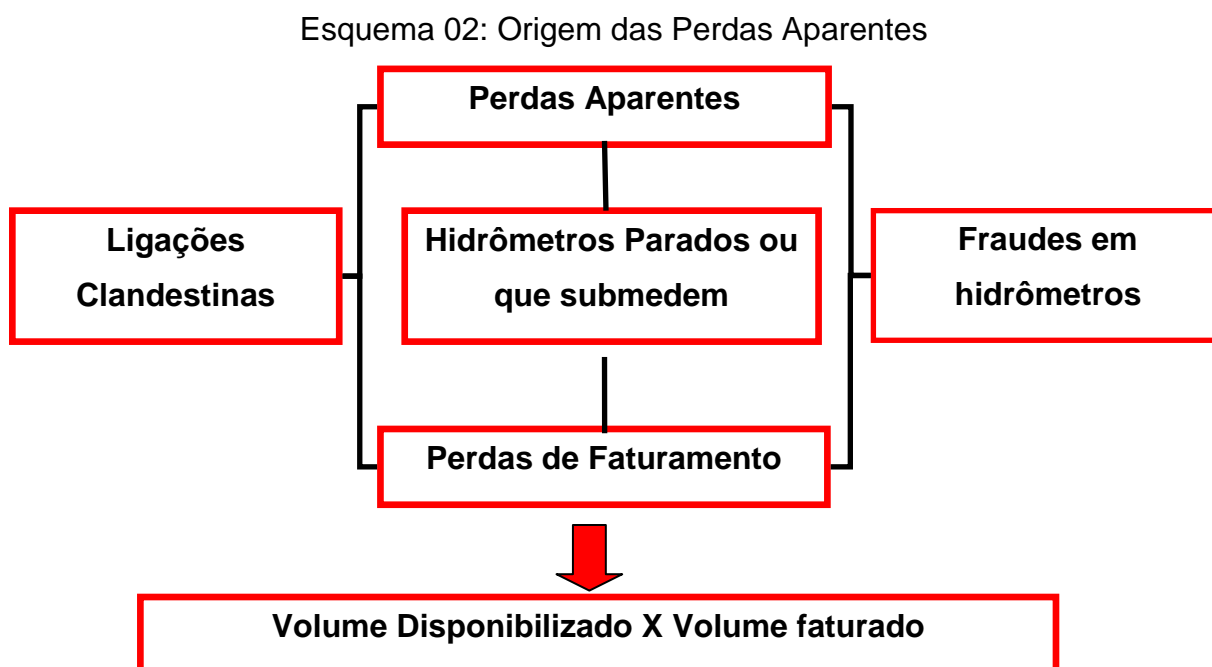 Esquema 02: Origem das Perdas Aparentes
Perdas Aparentes
Ligações
Clandestinas
Hidrômetros Parados ou
que submedem
Fraudes em
hidrômetros
Perdas de Faturamento
Volume Disponibilizado X Volume faturado